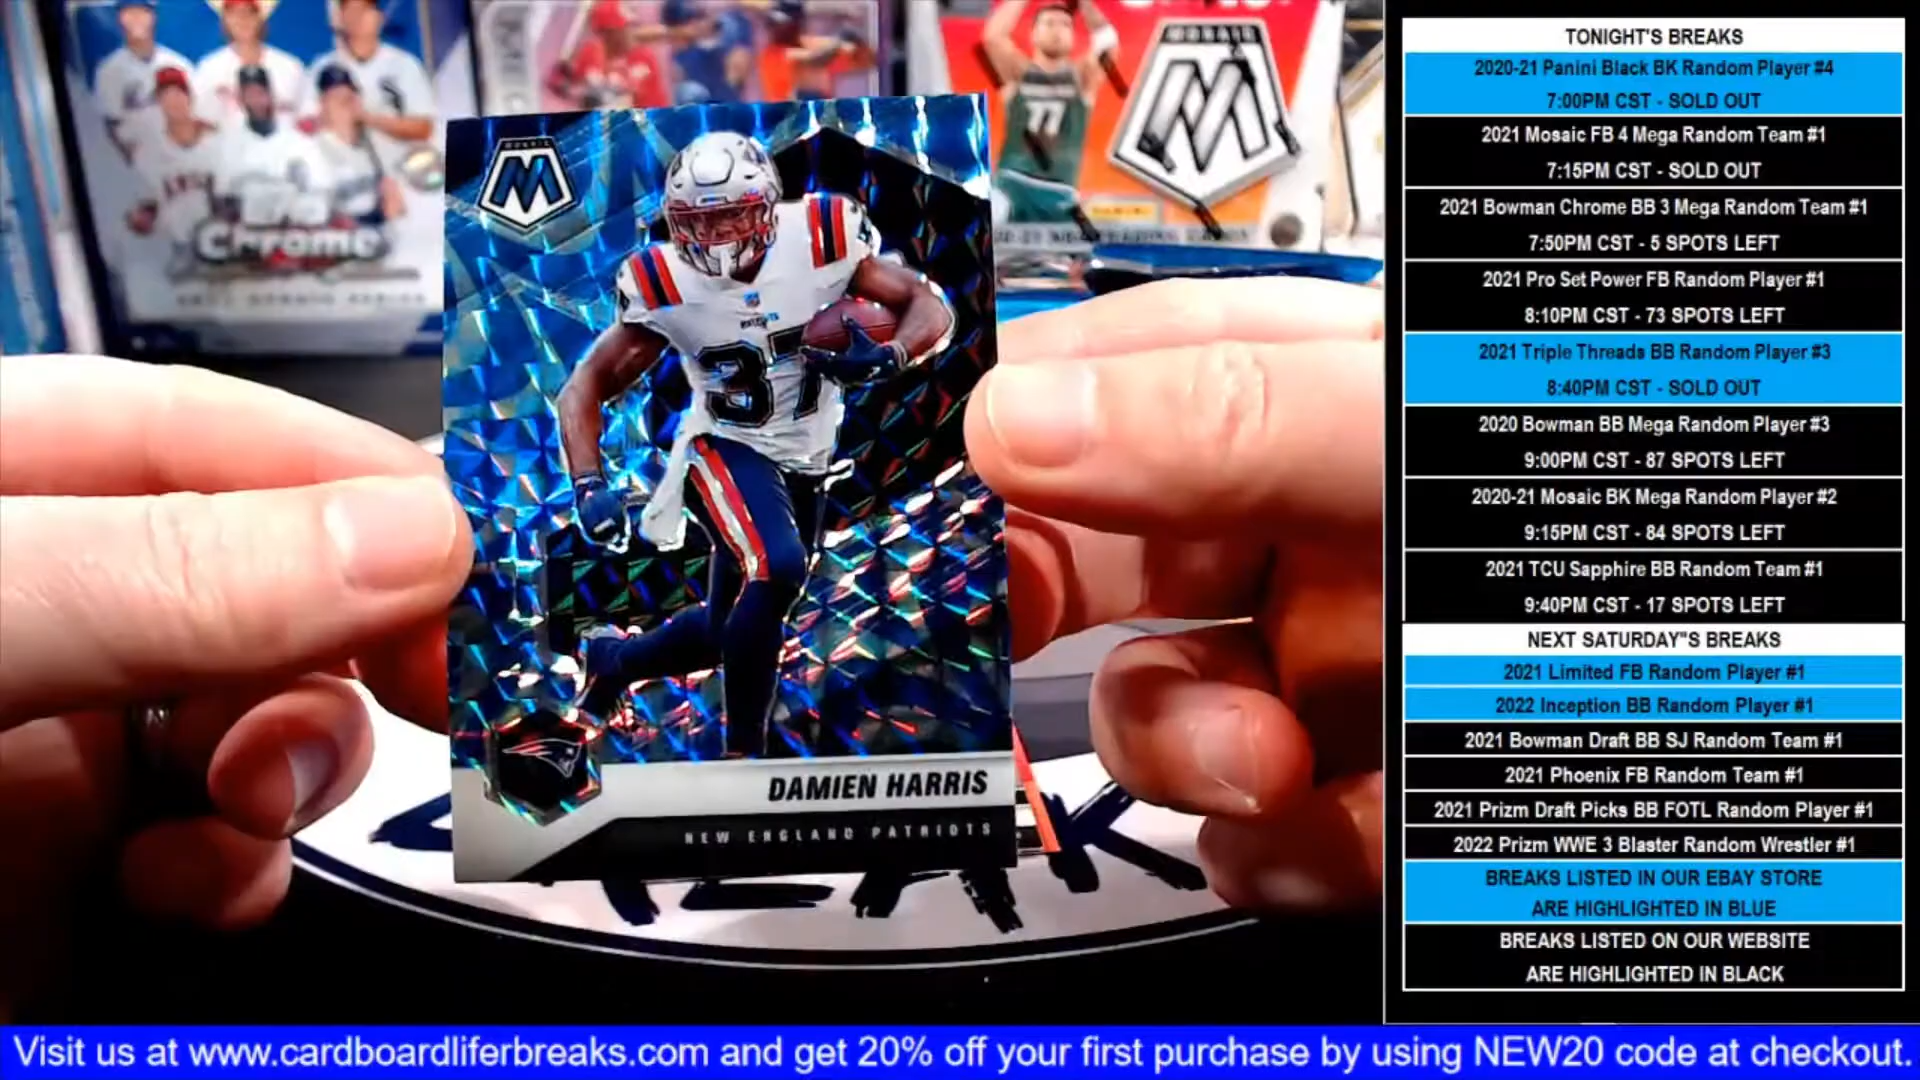 Chrome
MOSAIC
M
MOSAIC
M
77
37
DAMIEN HARRIS
NEW ENGLAND PATRIOTS
TONIGHT'S BREAKS
2020-21 Panini Black BK Random Player #4
7:00PM CST - SOLD OUT
2021 Mosaic FB 4 Mega Random Team #1
7:15PM CST - SOLD OUT
2021 Bowman Chrome BB 3 Mega Random Team #1
7:50PM CST - 5 SPOTS LEFT
2021 Pro Set Power FB Random Player #1
8:10PM CST - 73 SPOTS LEFT
2021 Triple Threads BB Random Player #3
8:40PM CST - SOLD OUT
2020 Bowman BB Mega Random Player #3
9:00PM CST - 87 SPOTS LEFT
2020-21 Mosaic BK Mega Random Player #2
9:15PM CST - 84 SPOTS LEFT
2021 TCU Sapphire BB Random Team #1
9:40PM CST - 17 SPOTS LEFT
NEXT SATURDAY"S BREAKS
2021 Limited FB Random Player #1
2022 Inception BB Random Player #1
2021 Bowman Draft BB SJ Random Team #1
2021 Phoenix FB Random Team #1
2021 Prizm Draft Picks BB FOTL Random Player #1
2022 Prizm WWE 3 Blaster Random Wrestler #1
BREAKS LISTED IN OUR EBAY STORE
ARE HIGHLIGHTED IN BLUE
BREAKS LISTED ON OUR WEBSITE
ARE HIGHLIGHTED IN BLACK
Visit us at www.cardboardliferbreaks.com and get 20% off your first purchase by using NEW20 code at checkout.